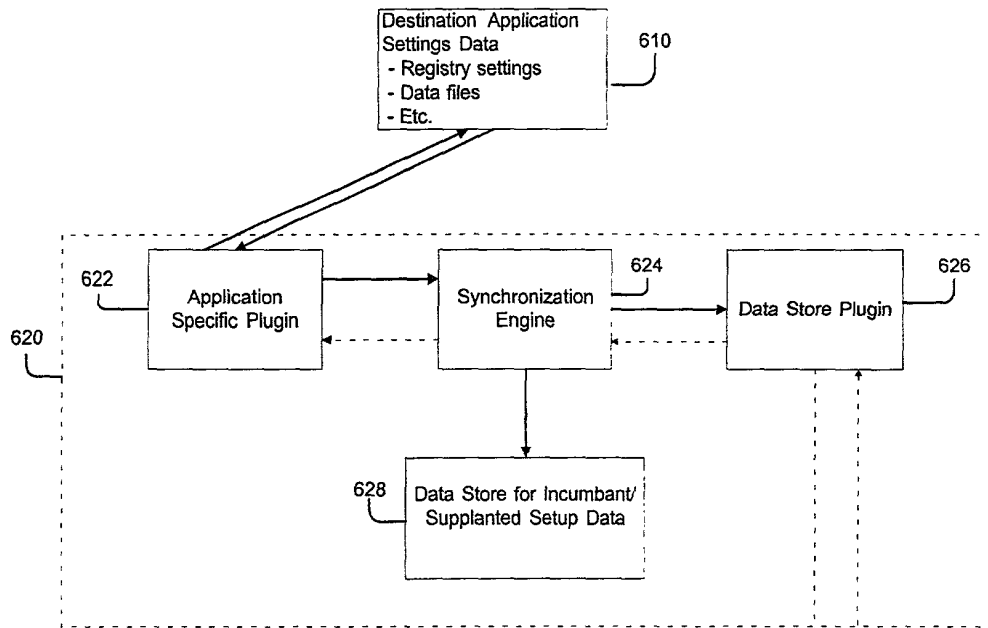 Destination Application
Settings Data
- Registry settings
- Data files
- Etc.
610
622
Application
Specific Plugin
Synchronization
Engine
624
Data Store Plugin
626
620
628
Data Store for Incumbant/
Supplanted Setup Data